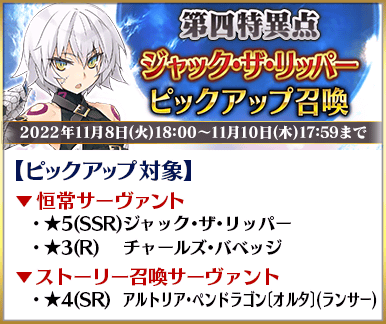 第四特異点
ジャック・ザ・リッパー
ピックアップ召喚
2022年11月8日(火)18:00～11月10日(木)17:59まで
【ピックアップ対象】
▼恒常サーヴァント
・★5(SSR)ジャック・ザ・リッパー
・★3(R) チャールズ・バベッジ
▼ストーリー召喚サーヴァント
・★4(SR) アルトリア・ペンドラゴン〔オルタ〕(ランサー)